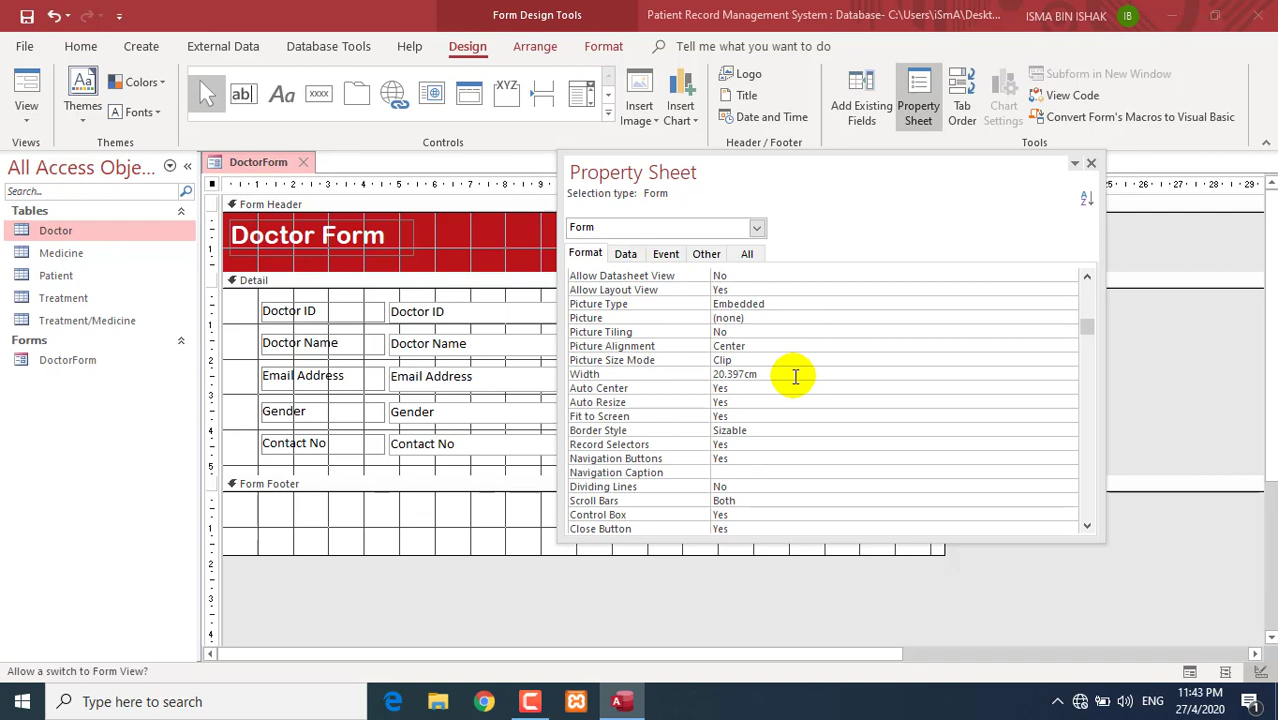 Form Design Tools
Patient Record Management System : Database- C:\Users\iSmA\Deskt...
ISMA BIN ISHAK
IB
File
Home
Create
External Data
Database Tools
Help
Design
Arrange
Format
Tell me what you want to do
View
Themes
Colors
Fonts
ab
Aa
xxxx
XYZ
Insert Image
Insert Chart
Logo
Title
Date and Time
Add Existing Fields
Property Sheet
Tab Order
Chart Settings
Subform in New Window
View Code
Convert Form's Macros to Visual Basic
Views
Themes
Controls
Header / Footer
Tools
All Access Obje...
Search...
Tables
Doctor
Medicine
Patient
Treatment
Treatment/Medicine
Forms
DoctorForm
DoctorForm
Form Header
Doctor Form
Detail
Doctor ID Doctor ID
Doctor Name Doctor Name
Email Address Email Address
Gender Gender
Contact No Contact No
Form Footer
Property Sheet
Selection type: Form
Form
Format Data Event Other All
Allow Datasheet View No
Allow Layout View Yes
Picture Type Embedded
Picture (none)
Picture Tiling No
Picture Alignment Center
Picture Size Mode Clip
Width 20.397cm
Auto Center Yes
Auto Resize Yes
Fit to Screen Yes
Border Style Sizable
Record Selectors Yes
Navigation Buttons Yes
Navigation Caption
Dividing Lines No
Scroll Bars Both
Control Box Yes
Close Button Yes
Allow a switch to Form View?
Type here to search
ENG
11:43 PM
27/4/2020